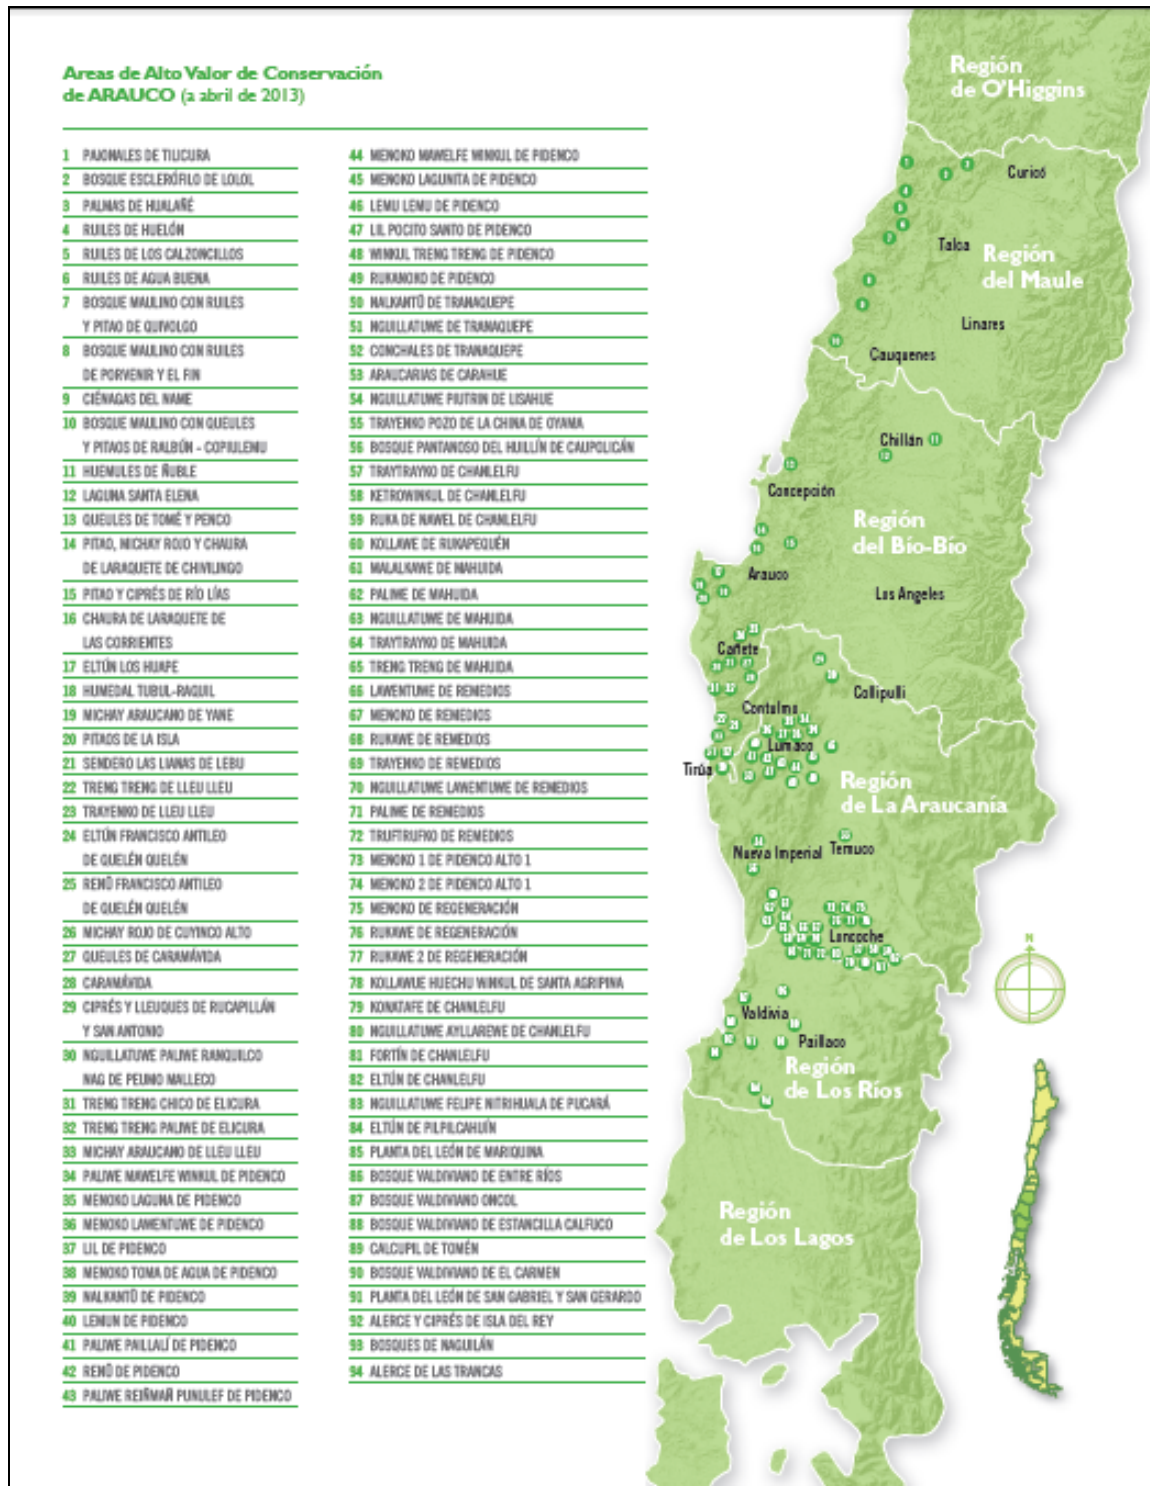 Areas de Alto Valor de Conservación
de ARAUCO (a abril de 2013)
1 PAJONALES DE TILICURA
2 BOSQUE ESCLERÓFILO DE LOLOL
3 PALMAS DE HUALAÑÉ
4 RUILES DE HUELÓN
5 RUILES DE LOS CALZONCILLOS
6 RUILES DE AGUA BUENA
7 BOSQUE MAULINO CON RUILES
Y PITAO DE QUIVOLGO
8 BOSQUE MAULINO CON RUILES
DE PORVENIR Y EL FIN
9 CIÉNAGAS DEL NAME
10 BOSQUE MAULINO CON QUEULES
Y PITAOS DE RALBÚN - COPIULEMU
11 HUEMULES DE ÑUBLE
12 LAGUNA SANTA ELENA
13 QUEULES DE TOMÉ Y PENCO
14 PITAO, MICHAY ROJO Y CHAURA
DE LARAQUETE DE CHIVILINGO
15 PITAO Y CIPRÉS DE RÍO LÍAS
16 CHAURA DE LARAQUETE DE
LAS CORRIENTES
17 ELTÚN LOS HUAPE
18 HUMEDAL TUBUL-RAQUIL
19 MICHAY ARAUCANO DE YANE
20 PITAOS DE LA ISLA
21 SENDERO LAS LIANAS DE LEBU
22 TRENG TRENG DE LLEU LLEU
23 TRAYENKO DE LLEU LLEU
24 ELTÚN FRANCISCO ANTILEO
DE QUELÉN QUELÉN
25 RENÜ FRANCISCO ANTILEO
DE QUELÉN QUELÉN
26 MICHAY ROJO DE CUYINCO ALTO
27 QUEULES DE CARAMÁVIDA
28 CARAMÁVIDA
29 CIPRÉS Y LLEUQUES DE RUCAPILLÁN
Y SAN ANTONIO
30 NGUILLATUWE PALIWE RANQUILCO
NAG DE PEUNO MALLECO
31 TRENG TRENG CHICO DE ELICURA
32 TRENG TRENG PALIWE DE ELICURA
33 MICHAY ARAUCANO DE LLEU LLEU
34 PALIWE MAWELFE WINKUL DE PIDENCO
35 MENOKO LAGUNA DE PIDENCO
36 MENOKO LAWENTUWE DE PIDENCO
37 LIL DE PIDENCO
38 MENOKO TOMA DE AGUA DE PIDENCO
39 NALKANTÜ DE PIDENCO
40 LEMUN DE PIDENCO
41 PALIWE PAILLALÍ DE PIDENCO
42 RENÜ DE PIDENCO
43 PALIWE REIÑMAÑ PUNULEF DE PIDENCO
44 MENOKO MAWELFE WINKUL DE PIDENCO
45 MENOKO LAGUNITA DE PIDENCO
46 LEMU LEMU DE PIDENCO
47 LIL POCITO SANTO DE PIDENCO
48 WINKUL TRENG TRENG DE PIDENCO
49 RUKANOKO DE PIDENCO
50 NALKANTÜ DE TRANAQUEPE
51 NGUILLATUWE DE TRANAQUEPE
52 CONCHALES DE TRANAQUEPE
53 ARAUCARIAS DE CARAHUE
54 NGUILLATUWE PIUTRIN DE LISAHUE
55 TRAYENKO POZO DE LA CHINA DE OYAMA
56 BOSQUE PANTANOSO DEL HUILLÍN DE CAUPOLICÁN
57 TRAYTRAYKO DE CHANLELFU
58 KETROWINKUL DE CHANLELFU
59 RUKA DE NAWEL DE CHANLELFU
60 KOLLAWE DE RUKAPEQUÉN
61 MALALKAWE DE MAHUIDA
62 PALIWE DE MAHUIDA
63 NGUILLATUWE DE MAHUIDA
64 TRAYTRAYKO DE MAHUIDA
65 TRENG TRENG DE MAHUIDA
66 LAWENTUWE DE REMEDIOS
67 MENOKO DE REMEDIOS
68 RUKAWE DE REMEDIOS
69 TRAYENKO DE REMEDIOS
70 NGUILLATUWE LAWENTUWE DE REMEDIOS
71 PALIWE DE REMEDIOS
72 TRUFTRUFKO DE REMEDIOS
73 MENOKO 1 DE PIDENCO ALTO 1
74 MENOKO 2 DE PIDENCO ALTO 1
75 MENOKO DE REGENERACIÓN
76 RUKAWE DE REGENERACIÓN
77 RUKAWE 2 DE REGENERACIÓN
78 KOLLAWUE HUECHU WINKUL DE SANTA AGRIPINA
79 KONATAFE DE CHANLELFU
80 NGUILLATUWE AYLLAREWE DE CHANLELFU
81 FORTÍN DE CHANLELFU
82 ELTÚN DE CHANLELFU
83 NGUILLATUWE FELIPE NITRIHUALA DE PUCARÁ
84 ELTÚN DE PILPILCAHUÍN
85 PLANTA DEL LEÓN DE MARIQUINA
86 BOSQUE VALDIVIANO DE ENTRE RÍOS
87 BOSQUE VALDIVIANO ONCOL
88 BOSQUE VALDIVIANO DE ESTANCILLA CALFUCO
89 CALCUPIL DE TOMÉN
90 BOSQUE VALDIVIANO DE EL CARMEN
91 PLANTA DEL LEÓN DE SAN GABRIEL Y SAN GERARDO
92 ALERCE Y CIPRÉS DE ISLA DEL REY
93 BOSQUES DE NAGUILÁN
94 ALERCE DE LAS TRANCAS
Región
de O'Higgins
Curicó
Talca
Región
del Maule
Linares
Cauquenes
Chillán
Concepción
Región
del Bío-Bío
Arauco
Los Angeles
Cañete
Collipulli
Contulmo
Lumaco
Tirúa
Región
de La Araucanía
Nueva Imperial
Temuco
Loncoche
Valdivia
Paillaco
Región
de Los Ríos
Región
de Los Lagos
N